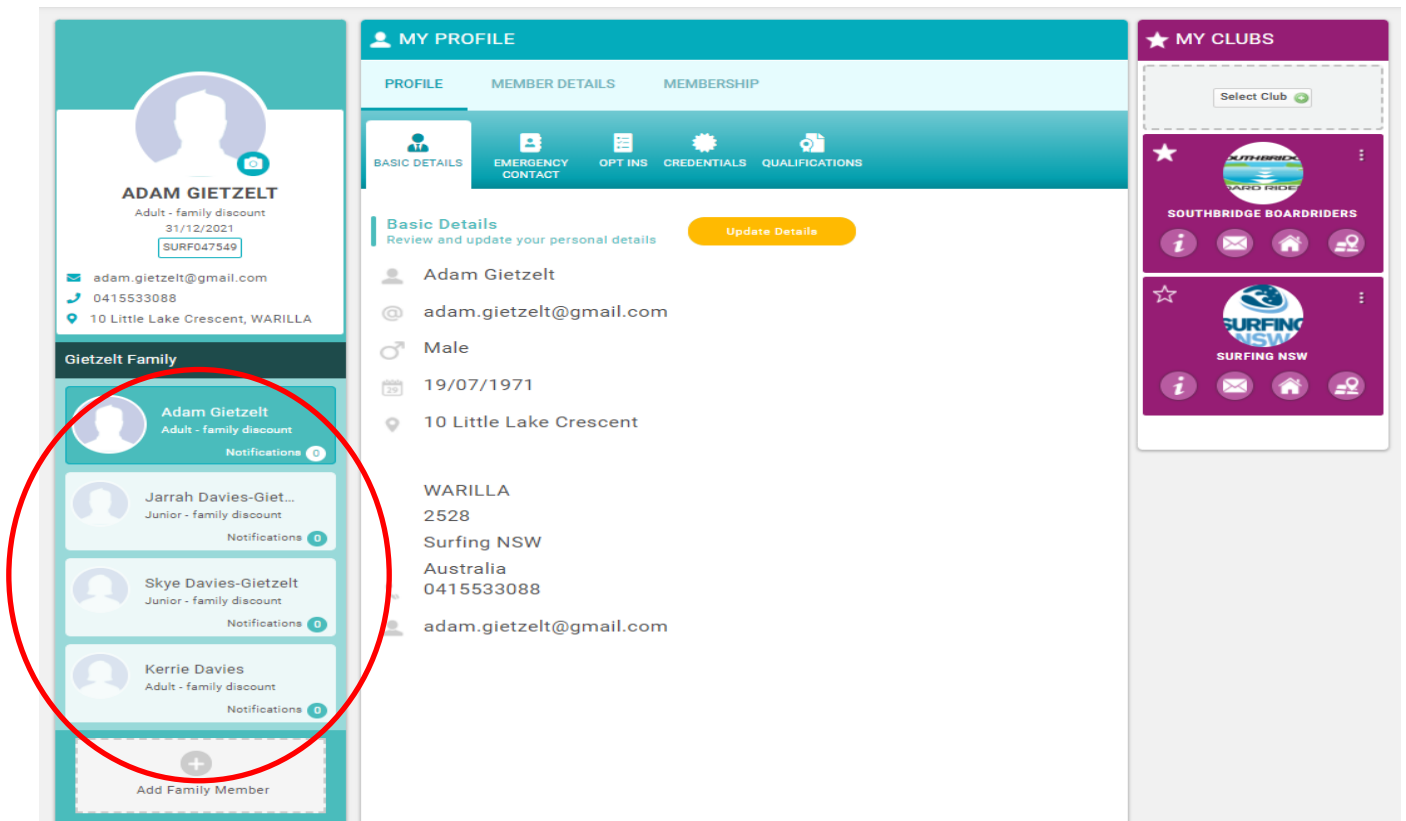 ADAM GIETZELT
Adult - family discount
31/12/2021
SURF047549
adam.gietzelt@gmail.com
0415533088
10 Little Lake Crescent, WARILLA
Gietzelt Family
Adam Gietzelt
Adult - family discount
Notifications 0
Jarrah Davies-Giet...
Junior - family discount
Notifications 0
Skye Davies-Gietzelt
Junior - family discount
Notifications 0
Kerrie Davies
Adult - family discount
Notifications 0
Add Family Member
MY PROFILE
PROFILE MEMBER DETAILS MEMBERSHIP
BASIC DETAILS
EMERGENCY
CONTACT
OPT INS
CREDENTIALS
QUALIFICATIONS
Basic Details
Review and update your personal details
Update Details
Adam Gietzelt
@ adam.gietzelt@gmail.com
Male
29 19/07/1971
10 Little Lake Crescent
WARILLA
2528
Surfing NSW
Australia
0415533088
adam.gietzelt@gmail.com
MY CLUBS
Select Club
SOUTHBRIDGE BOARDRIDERS
SURFING
NSW
SURFING NSW